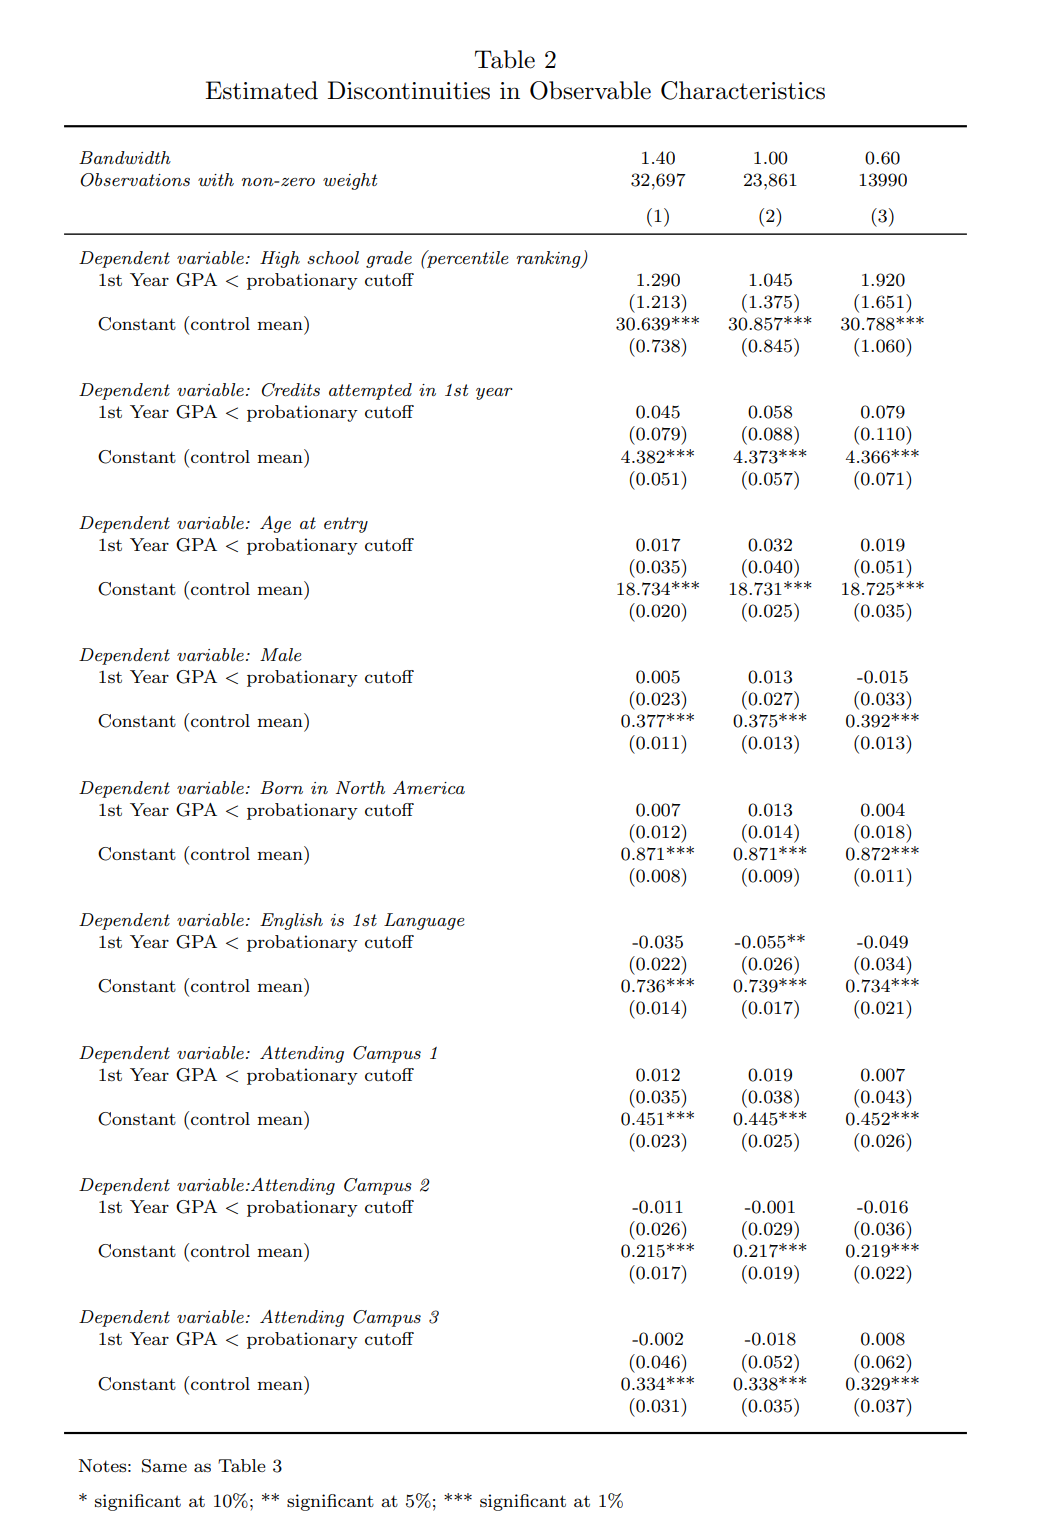 Table 2
Estimated Discontinuities in Observable Characteristics
Bandwidth 1.40 1.00 0.60
Observations with non-zero weight 32,697 23,861 13990
(1) (2) (3)
Dependent variable: High school grade (percentile ranking)
1st Year GPA < probationary cutoff 1.290 1.045 1.920
(1.213) (1.375) (1.651)
Constant (control mean) 30.639*** 30.857*** 30.788***
(0.738) (0.845) (1.060)
Dependent variable: Credits attempted in 1st year
1st Year GPA < probationary cutoff 0.045 0.058 0.079
(0.079) (0.088) (0.110)
Constant (control mean) 4.382*** 4.373*** 4.366***
(0.051) (0.057) (0.071)
Dependent variable: Age at entry
1st Year GPA < probationary cutoff 0.017 0.032 0.019
(0.035) (0.040) (0.051)
Constant (control mean) 18.734*** 18.731*** 18.725***
(0.020) (0.025) (0.035)
Dependent variable: Male
1st Year GPA < probationary cutoff 0.005 0.013 -0.015
(0.023) (0.027) (0.033)
Constant (control mean) 0.377*** 0.375*** 0.392***
(0.011) (0.013) (0.013)
Dependent variable: Born in North America
1st Year GPA < probationary cutoff 0.007 0.013 0.004
(0.012) (0.014) (0.018)
Constant (control mean) 0.871*** 0.871*** 0.872***
(0.008) (0.009) (0.011)
Dependent variable: English is 1st Language
1st Year GPA < probationary cutoff -0.035 -0.055** -0.049
(0.022) (0.026) (0.034)
Constant (control mean) 0.736*** 0.739*** 0.734***
(0.014) (0.017) (0.021)
Dependent variable: Attending Campus 1
1st Year GPA < probationary cutoff 0.012 0.019 0.007
(0.035) (0.038) (0.043)
Constant (control mean) 0.451*** 0.445*** 0.452***
(0.023) (0.025) (0.026)
Dependent variable:Attending Campus 2
1st Year GPA < probationary cutoff -0.011 -0.001 -0.016
(0.026) (0.029) (0.036)
Constant (control mean) 0.215*** 0.217*** 0.219***
(0.017) (0.019) (0.022)
Dependent variable: Attending Campus 3
1st Year GPA < probationary cutoff -0.002 -0.018 0.008
(0.046) (0.052) (0.062)
Constant (control mean) 0.334*** 0.338*** 0.329***
(0.031) (0.035) (0.037)
Notes: Same as Table 3
* significant at 10%; ** significant at 5%; *** significant at 1%